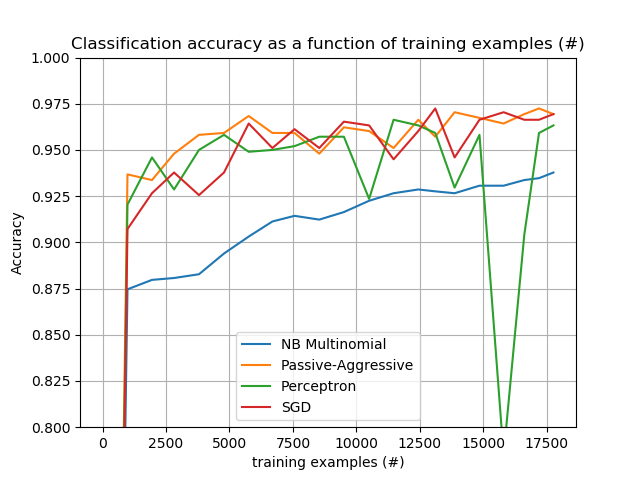 Classification accuracy as a function of training examples (#)
1.000
0.975
0.950
0.925
0.900
0.875
0.850
0.825
0.800
Accuracy
NB Multinomial
Passive-Aggressive
Perceptron
SGD
0 2500 5000 7500 10000 12500 15000 17500
training examples (#)